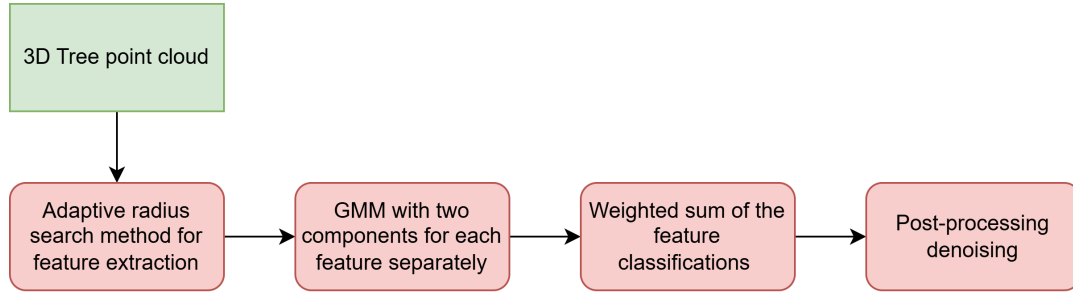 3D Tree point cloud
Adaptive radius
search method for
feature extraction
GMM with two
components for each
feature separately
Weighted sum of the
feature
classifications
Post-processing
denoising